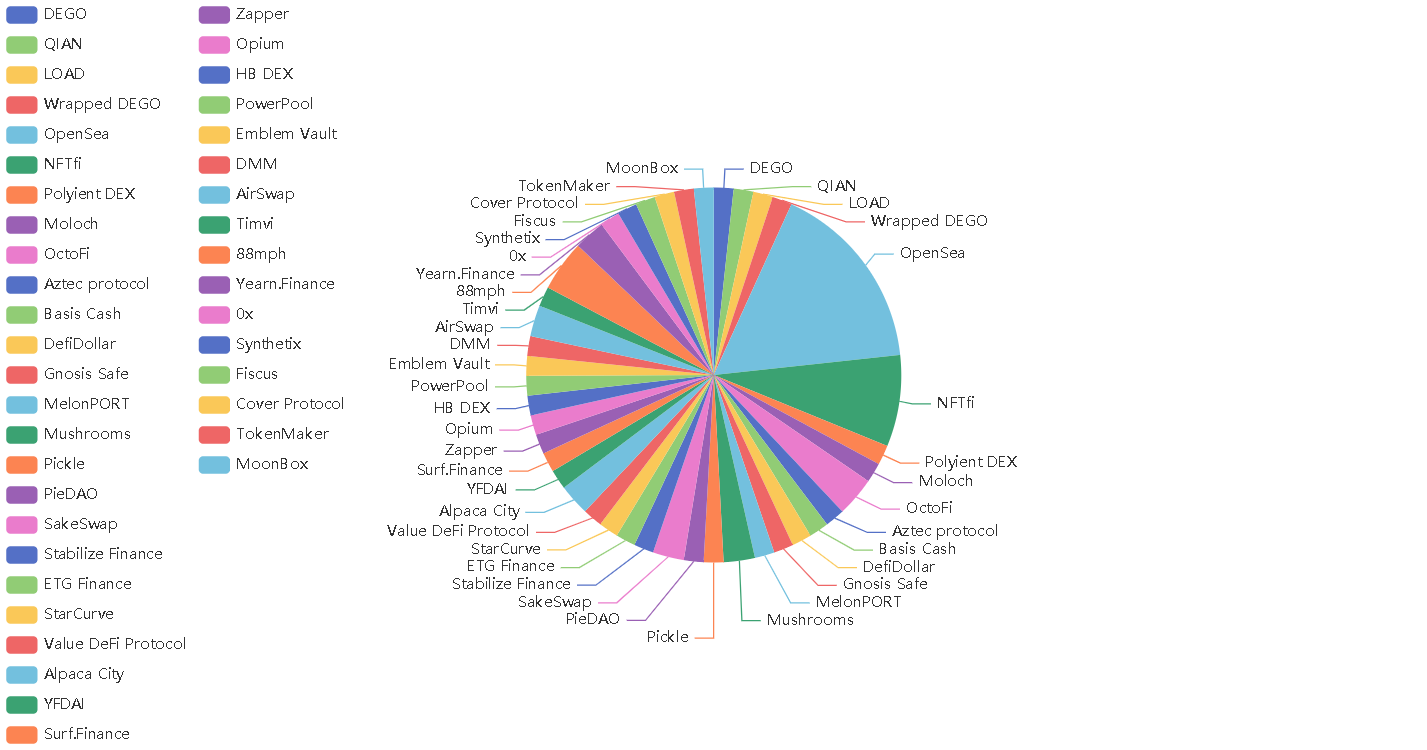 DEGO
QIAN
LOAD
Wrapped DEGO
OpenSea
NFTfi
Polyient DEX
Moloch
OctoFi
Aztec protocol
Basis Cash
DefiDollar
Gnosis Safe
MelonPORT
Mushrooms
Pickle
PieDAO
SakeSwap
Stabilize Finance
ETG Finance
StarCurve
Value DeFi Protocol
Alpaca City
YFDAI
Surf.Finance
Zapper
Opium
HB DEX
PowerPool
Emblem Vault
DMM
AirSwap
Timvi
88mph
Yearn.Finance
0x
Synthetix
Fiscus
Cover Protocol
TokenMaker
MoonBox
DEGO
QIAN
LOAD
Wrapped DEGO
OpenSea
NFTfi
Polyient DEX
Moloch
OctoFi
Aztec protocol
Basis Cash
DefiDollar
Gnosis Safe
MelonPORT
Mushrooms
Pickle
PieDAO
SakeSwap
Stabilize Finance
ETG Finance
StarCurve
Value DeFi Protocol
Alpaca City
YFDAI
Surf.Finance
Zapper
Opium
HB DEX
PowerPool
Emblem Vault
DMM
AirSwap
Timvi
88mph
Yearn.Finance
0x
Synthetix
Fiscus
Cover Protocol
TokenMaker
MoonBox